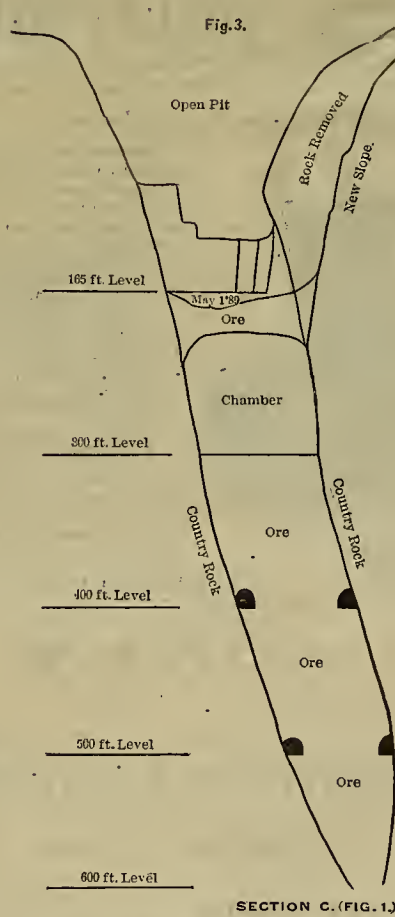 Fig.3.
Open Pit
Rock Removed
New Slope.
165 ft. Level
May 1'89
Ore
Chamber
300 ft. Level
Country Rock
Ore
Country Rock
400 ft. Level
Ore
500 ft. Level
Ore
600 ft. Level
SECTION C. (FIG. 1.)